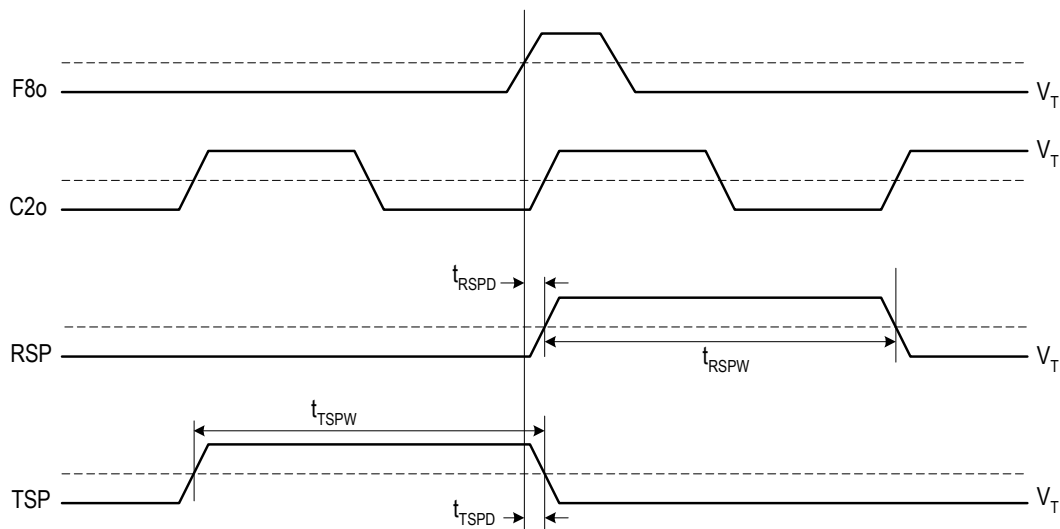 F8o
V_T
V_T
C2o
t_RSPD
RSP
t_RSPW
V_T
t_TSPW
TSP
t_TSPD
V_T